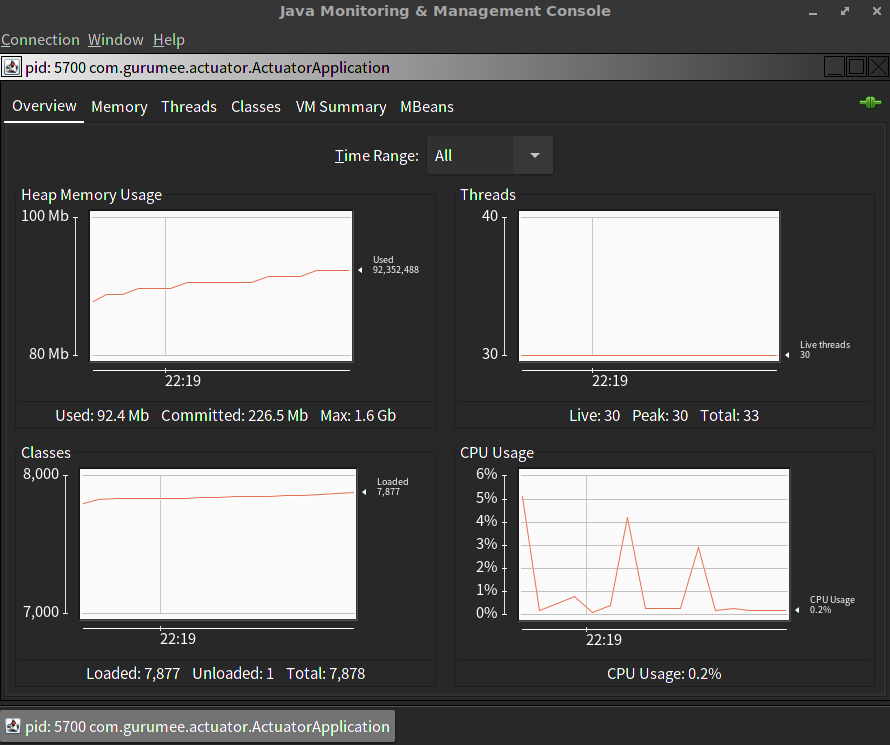 Java Monitoring & Management Console
Connection Window Help
pid: 5700 com.gurumee.actuator.ActuatorApplication
Overview Memory Threads Classes VM Summary MBeans
Time Range: All
Heap Memory Usage
100 Mb
80 Mb
Used
92,352,488
22:19
Used: 92.4 Mb Committed: 226.5 Mb Max: 1.6 Gb
Threads
40
30
Live threads
30
22:19
Live: 30 Peak: 30 Total: 33
Classes
8,000
7,000
Loaded
7,877
22:19
Loaded: 7,877 Unloaded: 1 Total: 7,878
CPU Usage
6%
5%
4%
3%
2%
1%
0%
CPU Usage
0.2%
22:19
CPU Usage: 0.2%
pid: 5700 com.gurumee.actuator.ActuatorApplication